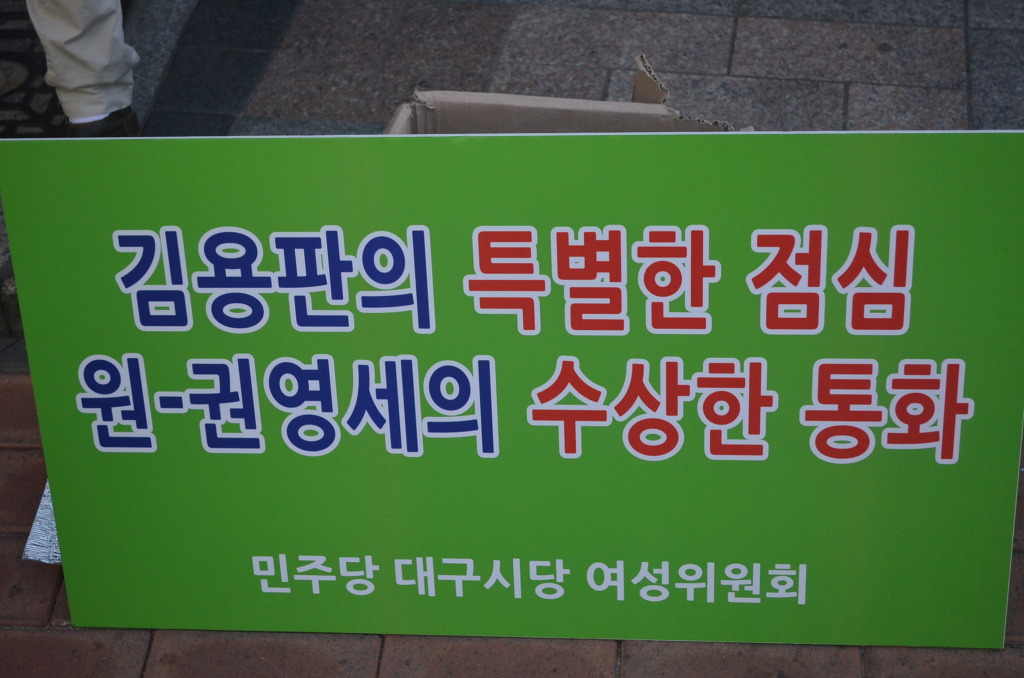 김용판의 특별한 점심
원-권영세의 수상한 통화
민주당 대구시당 여성위원회